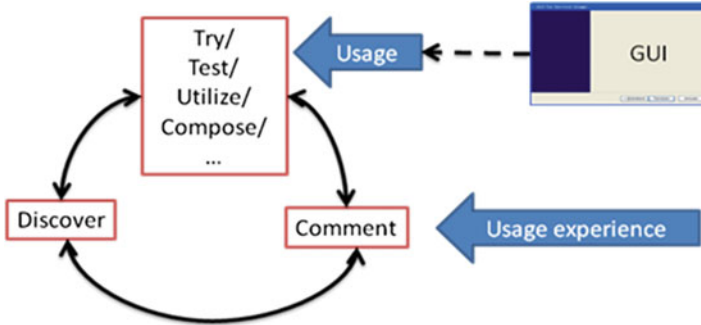 Try/
Test/
Utilize/
Compose/
...
Usage
GUI
Discover
Comment
Usage experience